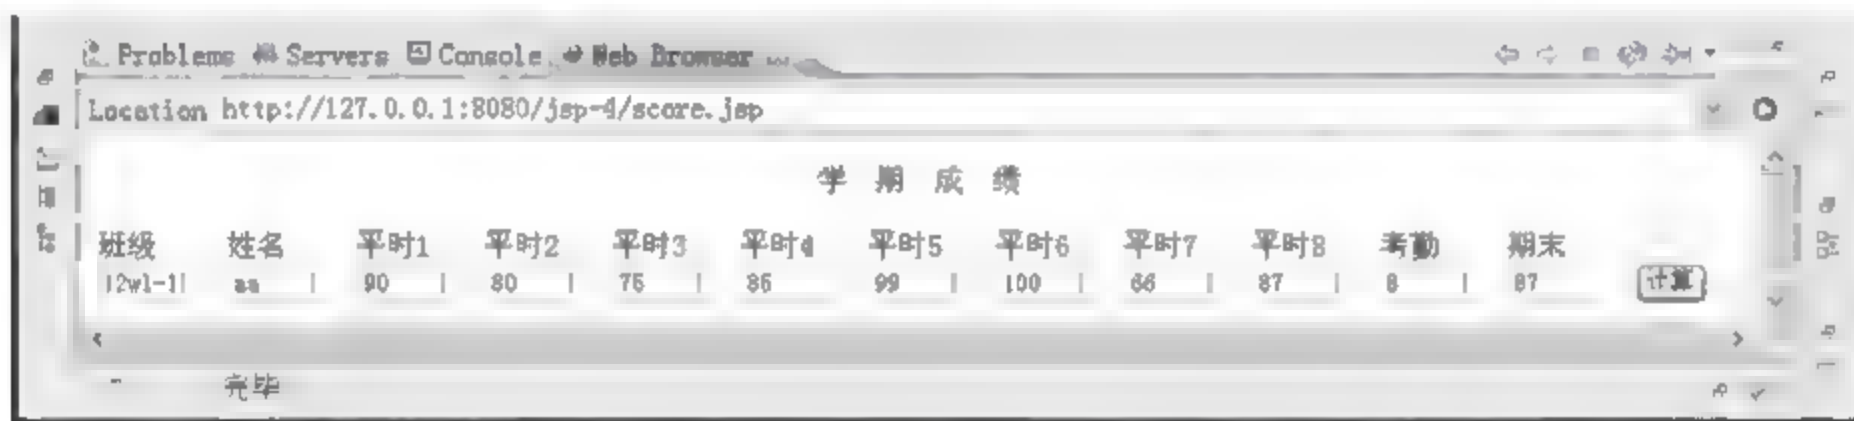 Problems Servers Console Web Browser
Location http://127.0.0.1:8080/jsp-4/score.jsp
学 期 成 绩
班级 姓名 平时1 平时2 平时3 平时4 平时5 平时6 平时7 平时8 考勤 期末
12wl-1 aa 90 80 75 85 99 100 66 87 8 87 计算
完毕